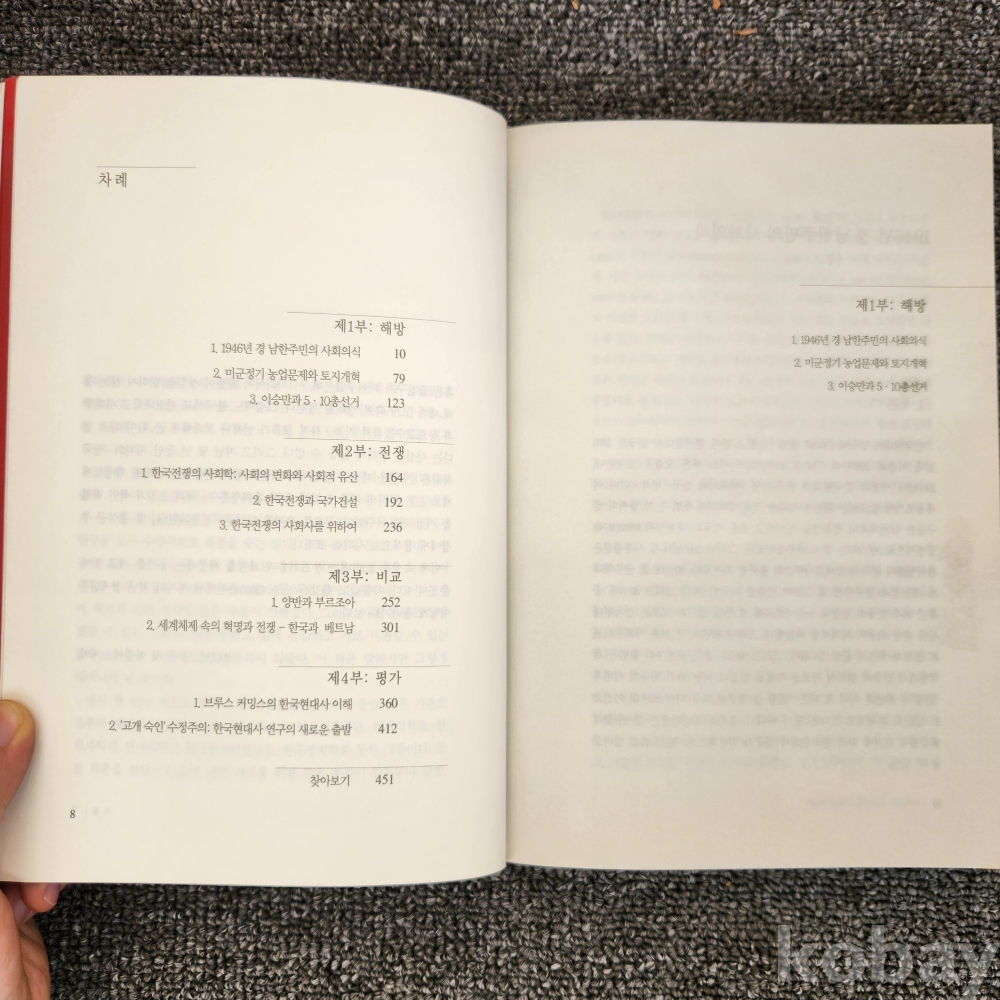 차례
제1부: 해방
1. 1946년 경 남한주민의 사회의식 10
2. 미군정기 농업문제와 토지개혁 79
3. 이승만과 5·10총선거 123
제2부: 전쟁
1. 한국전쟁의 사회학: 사회의 변화와 사회적 유산 164
2. 한국전쟁과 국가건설 192
3. 한국전쟁의 사회사를 위하여 236
제3부: 비교
1. 양반과 부르조아 252
2. 세계체제 속의 혁명과 전쟁 - 한국과 베트남 301
제4부: 평가
1. 브루스 커밍스의 한국현대사 이해 360
2. '고개 숙인' 수정주의: 한국현대사 연구의 새로운 출발 412
찾아보기 451
8
제1부: 해방
1. 1946년 경 남한주민의 사회의식
2. 미군정기 농업문제와 토지개혁
3. 이승만과 5·10총선거
kobay